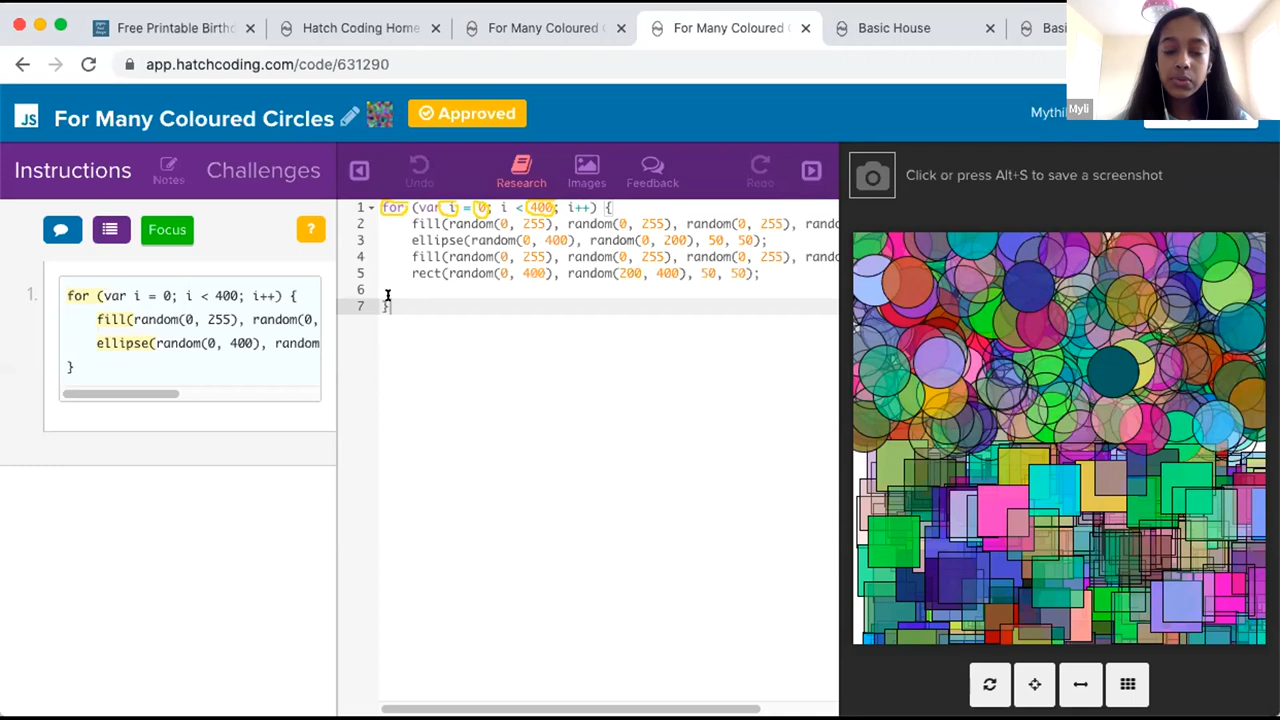 Free Printable Birth
Hatch Coding Home
For Many Coloured
For Many Coloured
Basic House
app.hatchcoding.com/code/631290
Myli
JS For Many Coloured Circles Approved
Instructions
Notes
Challenges
Undo
Research
Images
Feedback
Redo
Click or press Alt+S to save a screenshot
Focus
?
1.
for (var i = 0; i < 400; i++) {
fill(random(0, 255), random(0,
ellipse(random(0, 400), random
}
1 for (var i = 0; i < 400; i++) {
2 fill(random(0, 255), random(0, 255), random(0, 255),
3 ellipse(random(0, 400), random(0, 200), 50, 50);
4 fill(random(0, 255), random(0, 255), random(0, 255),
5 rect(random(0, 400), random(200, 400), 50, 50);
6
7 }